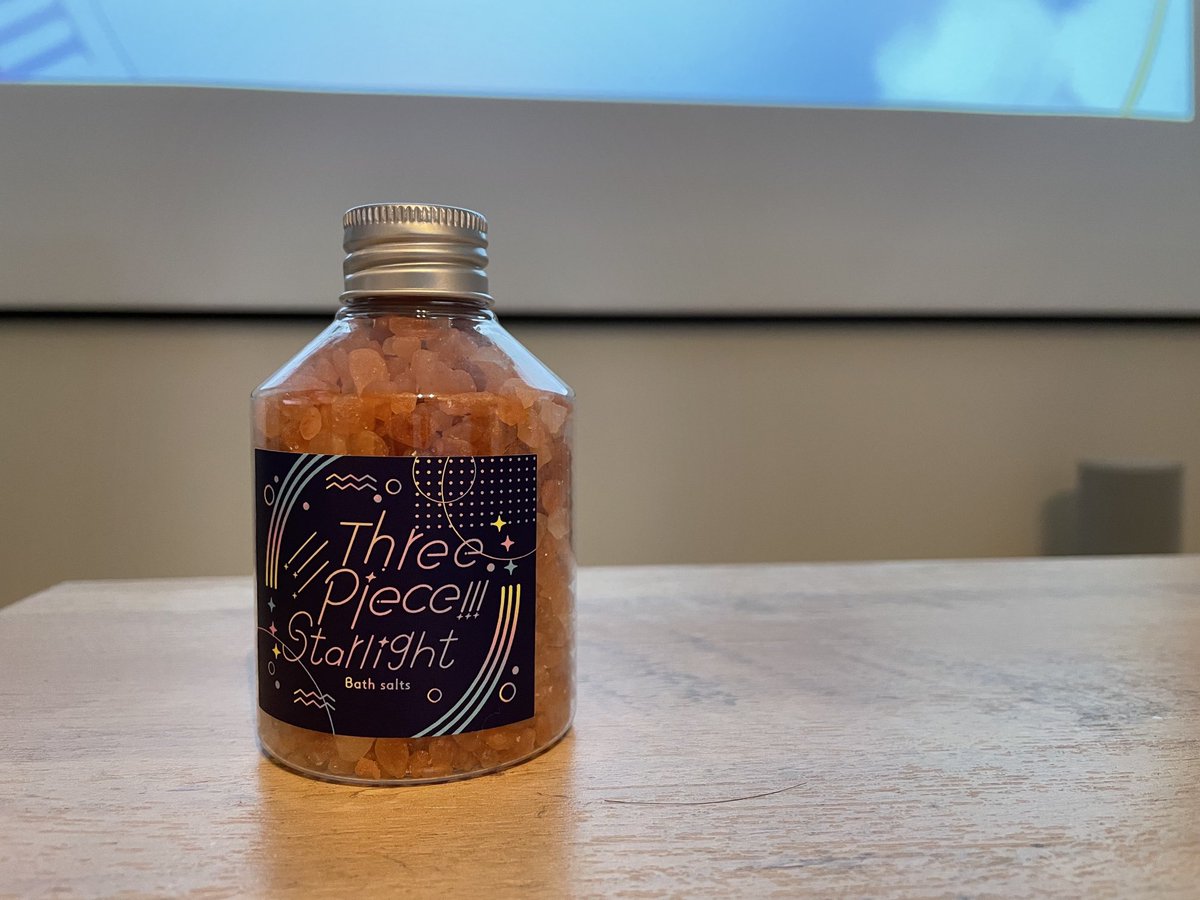 Three
Piece!!!
Starlight
Bath salts